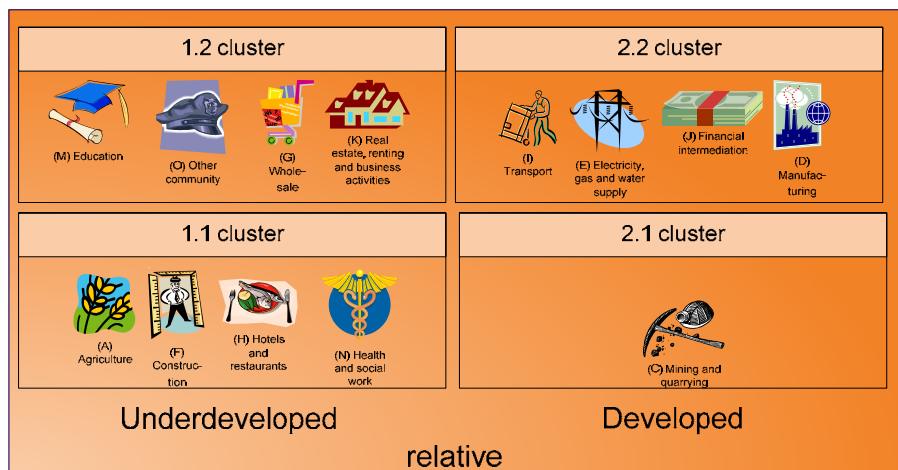 1.2 cluster
(M) Education
(O) Other
community
(G)
Whole-
sale
(K) Real
estate, renting
and business
activities
2.2 cluster
(I)
Transport
(E) Electricity,
gas and water
supply
(J) Financial
intermediation
(D)
Manufac-
turing
1.1 cluster
(A)
Agriculture
(F)
Construc-
tion
(H) Hotels
and
restaurants
(N) Health
and social
work
2.1 cluster
(C) Mining and
quarrying
Underdeveloped
Developed
relative